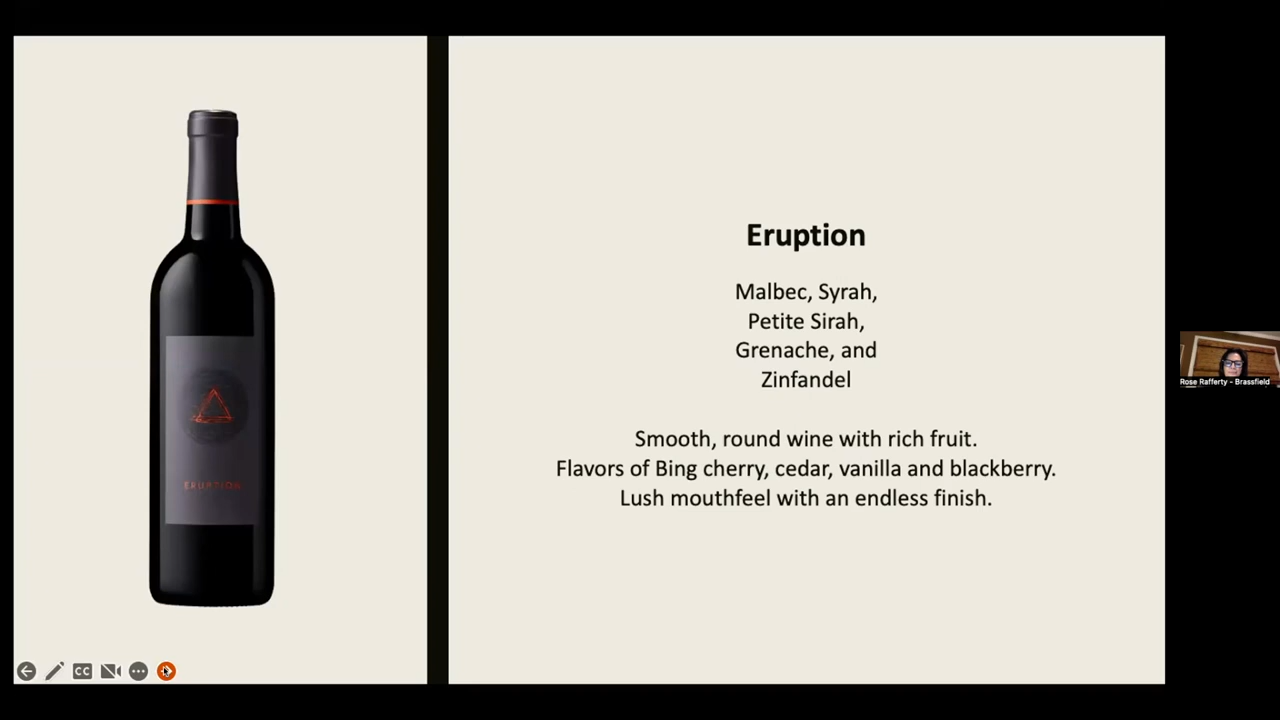 Eruption
Malbec, Syrah,
Petite Sirah,
Grenache, and
Zinfandel
Smooth, round wine with rich fruit.
Flavors of Bing cherry, cedar, vanilla and blackberry.
Lush mouthfeel with an endless finish.
ERUPTION
CC
Rose Rafferty - Brassfield